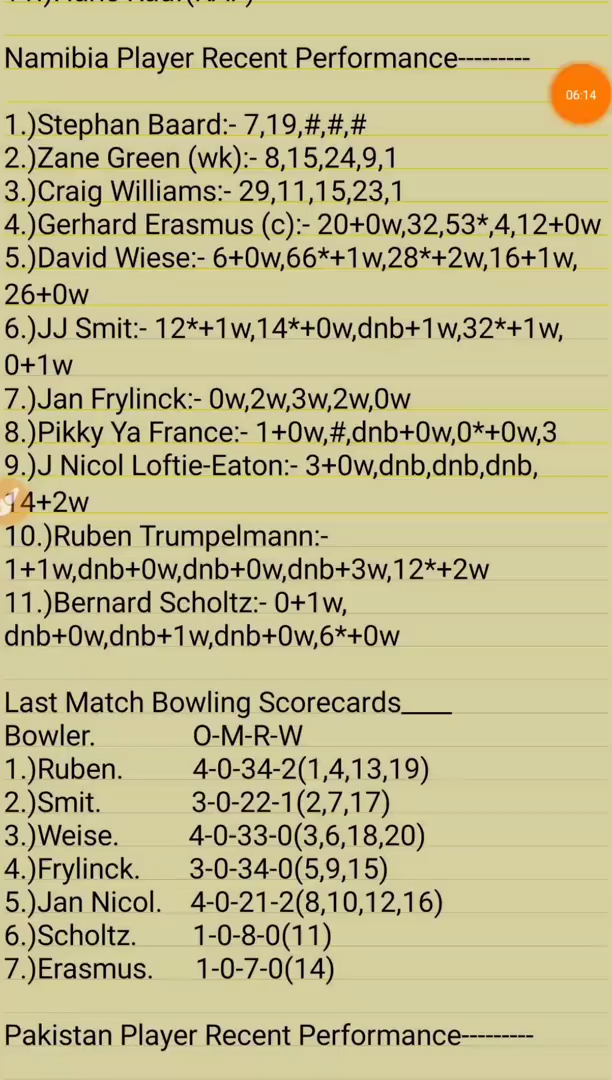 Namibia Player Recent Performance---------
06:14
1.)Stephan Baard:- 7,19,#,#,#
2.)Zane Green (wk):- 8,15,24,9,1
3.)Craig Williams:- 29,11,15,23,1
4.)Gerhard Erasmus (c):- 20+0w,32,53*,4,12+0w
5.)David Wiese:- 6+0w,66*+1w,28*+2w,16+1w,
26+0w
6.)JJ Smit:- 12*+1w,14*+0w,dnb+1w,32*+1w,
0+1w
7.)Jan Frylinck:- 0w,2w,3w,2w,0w
8.)Pikky Ya France:- 1+0w,#,dnb+0w,0*+0w,3
9.)J Nicol Loftie-Eaton:- 3+0w,dnb,dnb,dnb,
14+2w
10.)Ruben Trumpelmann:-
1+1w,dnb+0w,dnb+0w,dnb+3w,12*+2w
11.)Bernard Scholtz:- 0+1w,
dnb+0w,dnb+1w,dnb+0w,6*+0w
Last Match Bowling Scorecards____
Bowler. O-M-R-W
1.)Ruben. 4-0-34-2(1,4,13,19)
2.)Smit. 3-0-22-1(2,7,17)
3.)Weise. 4-0-33-0(3,6,18,20)
4.)Frylinck. 3-0-34-0(5,9,15)
5.)Jan Nicol. 4-0-21-2(8,10,12,16)
6.)Scholtz. 1-0-8-0(11)
7.)Erasmus. 1-0-7-0(14)
Pakistan Player Recent Performance---------